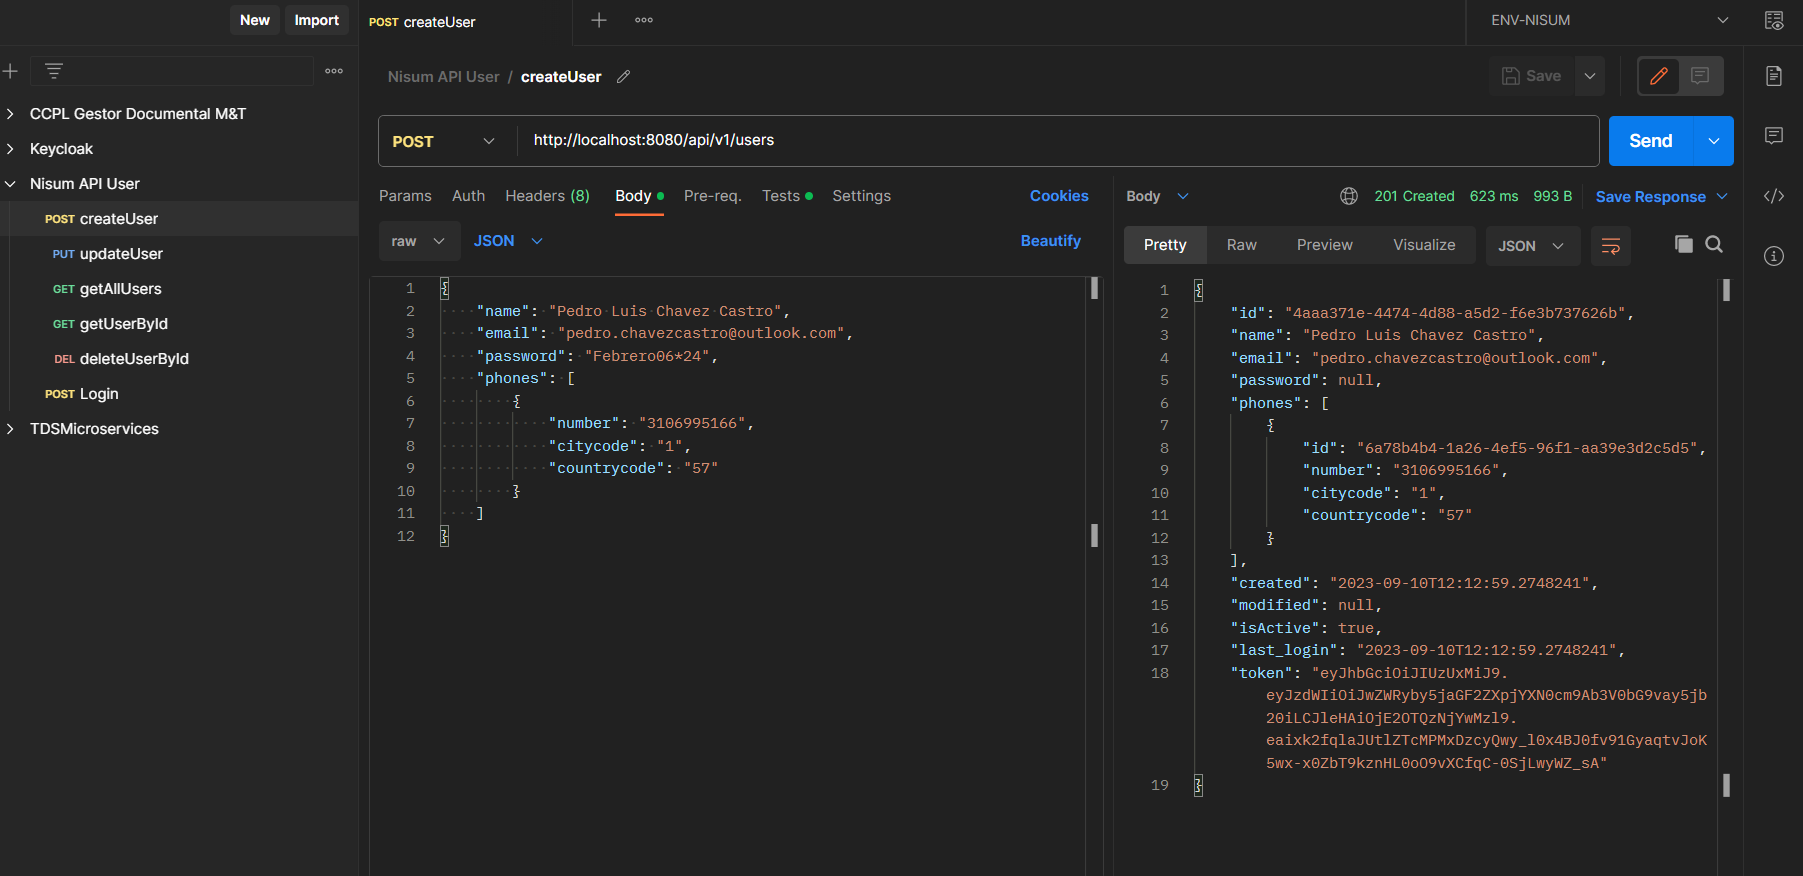 New Import
CCPL Gestor Documental M&T
Keycloak
Nisum API User
POST createUser
PUT updateUser
GET getAllUsers
GET getUserById
DEL deleteUserById
POST Login
TDSMicroservices
POST createUser
ENV-NISUM
Nisum API User / createUser
Save
POST http://localhost:8080/api/v1/users
Send
Params Auth Headers (8) Body Pre-req. Tests Settings Cookies
raw JSON Beautify
1 {
2 "name": "Pedro Luis Chavez Castro",
3 "email": "pedro.chavezcastro@outlook.com",
4 "password": "Febrero06*24",
5 "phones": [
6 {
7 "number": "3106995166",
8 "citycode": "1",
9 "countrycode": "57"
10 }
11 ]
12 }
Body 201 Created 623 ms 993 B Save Response
Pretty Raw Preview Visualize JSON
1 {
2 "id": "4aaa371e-4474-4d88-a5d2-f6e3b737626b",
3 "name": "Pedro Luis Chavez Castro",
4 "email": "pedro.chavezcastro@outlook.com",
5 "password": null,
6 "phones": [
7 {
8 "id": "6a78b4b4-1a26-4ef5-96f1-aa39e3d2c5d5",
9 "number": "3106995166",
10 "citycode": "1",
11 "countrycode": "57"
12 }
13 ],
14 "created": "2023-09-10T12:12:59.2748241",
15 "modified": null,
16 "isActive": true,
17 "last_login": "2023-09-10T12:12:59.2748241",
18 "token": "eyJhbGciOiJIUzUxMiJ9.
eyJzdWIiOiJwZWRyby5jaGF2ZXpjYXN0cm9Ab3V0bG9vay5jb
20iLCJleHAiOjE2OTQzNjYwMzl9.
eaixk2fqlaJUtlZTcMPMxDzcyQwy_l0x4BJ0fv91GyaqtvJoK
5wx-x0ZbT9kznHL0oO9vXCfqC-0SjLwyWZ_sA"
19 }